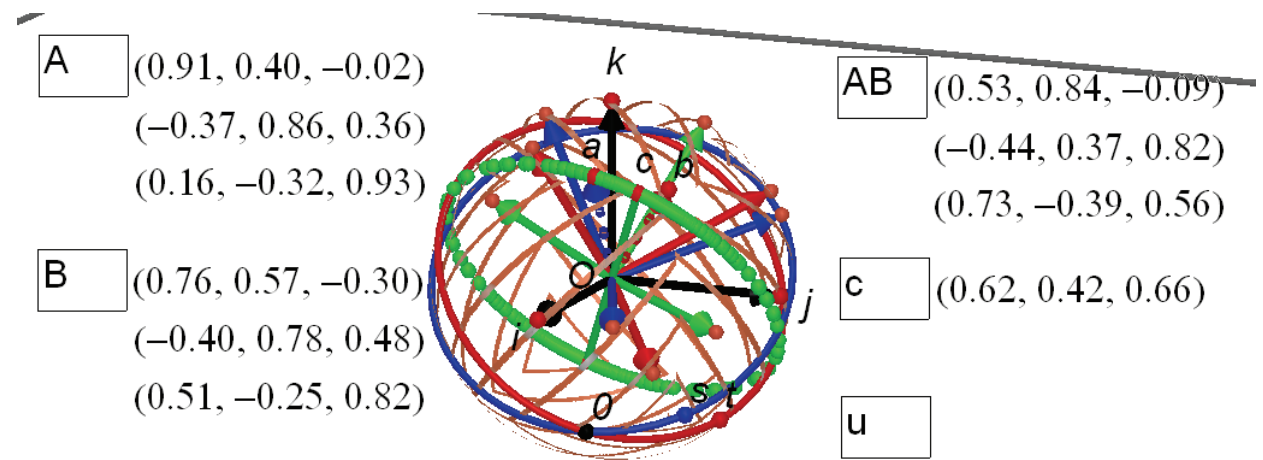 A (0.91, 0.40, −0.02)
(−0.37, 0.86, 0.36)
(0.16, −0.32, 0.93)
B (0.76, 0.57, −0.30)
(−0.40, 0.78, 0.48)
(0.51, −0.25, 0.82)
k
a c b
O
i
j
0
s t
AB (0.53, 0.84, −0.09)
(−0.44, 0.37, 0.82)
(0.73, −0.39, 0.56)
c (0.62, 0.42, 0.66)
u